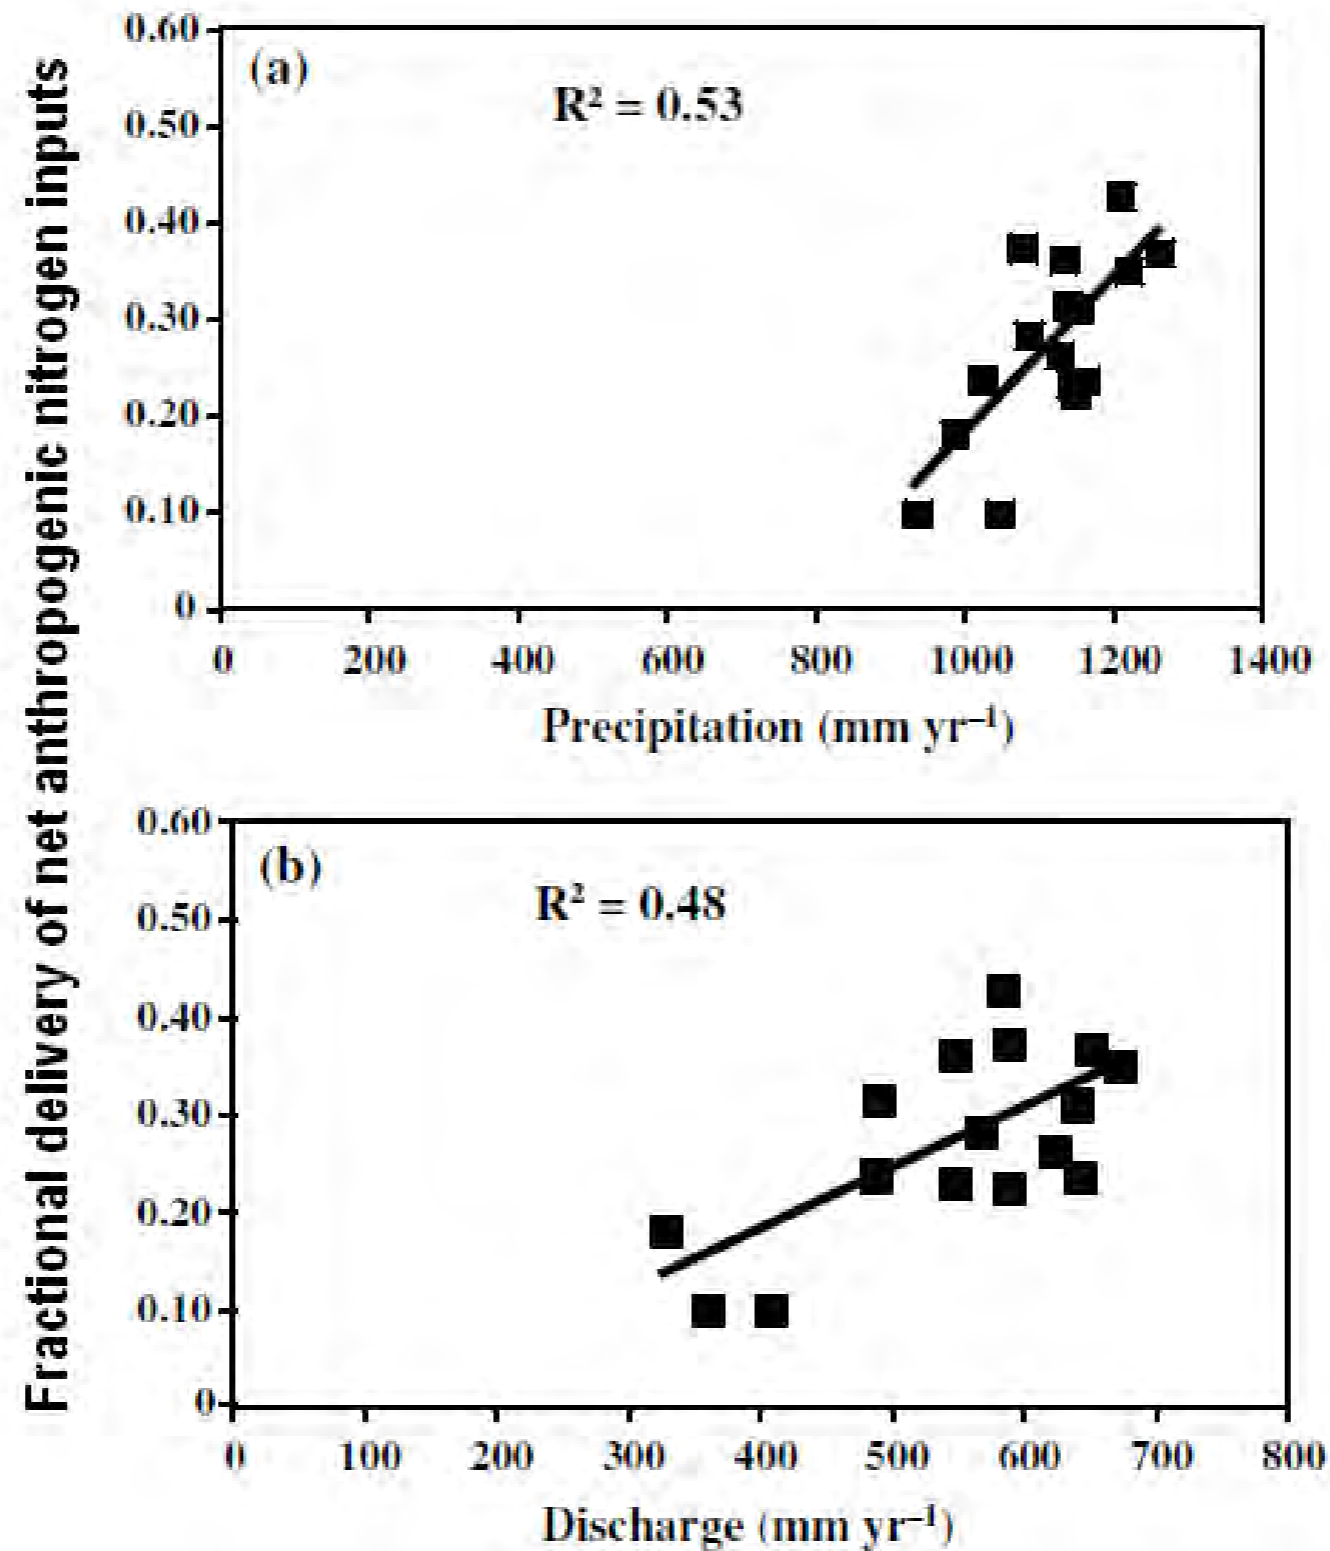 Fractional delivery of net anthropogenic nitrogen inputs
(a)
R² = 0.53
0.60
0.50
0.40
0.30
0.20
0.10
0
0 200 400 600 800 1000 1200 1400
Precipitation (mm yr⁻¹)
(b)
R² = 0.48
0.60
0.50
0.40
0.30
0.20
0.10
0
0 100 200 300 400 500 600 700 800
Discharge (mm yr⁻¹)